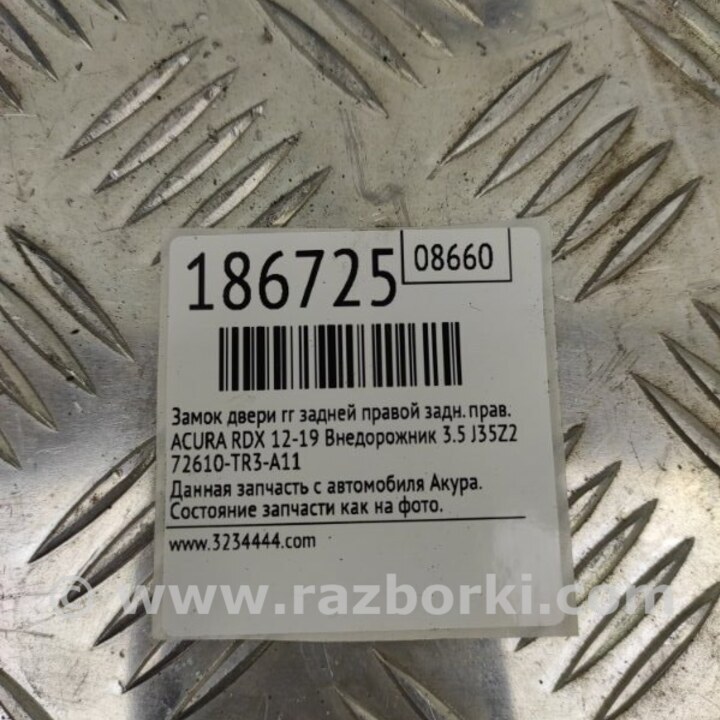 186725
08660
Замок двери rr задней правой задн. прав.
ACURA RDX 12-19 Внедорожник 3.5 J35Z2
72610-TR3-A11
Данная запчасть с автомобиля Акура.
Состояние запчасти как на фото.
www.3234444.com
© www.razborki.com